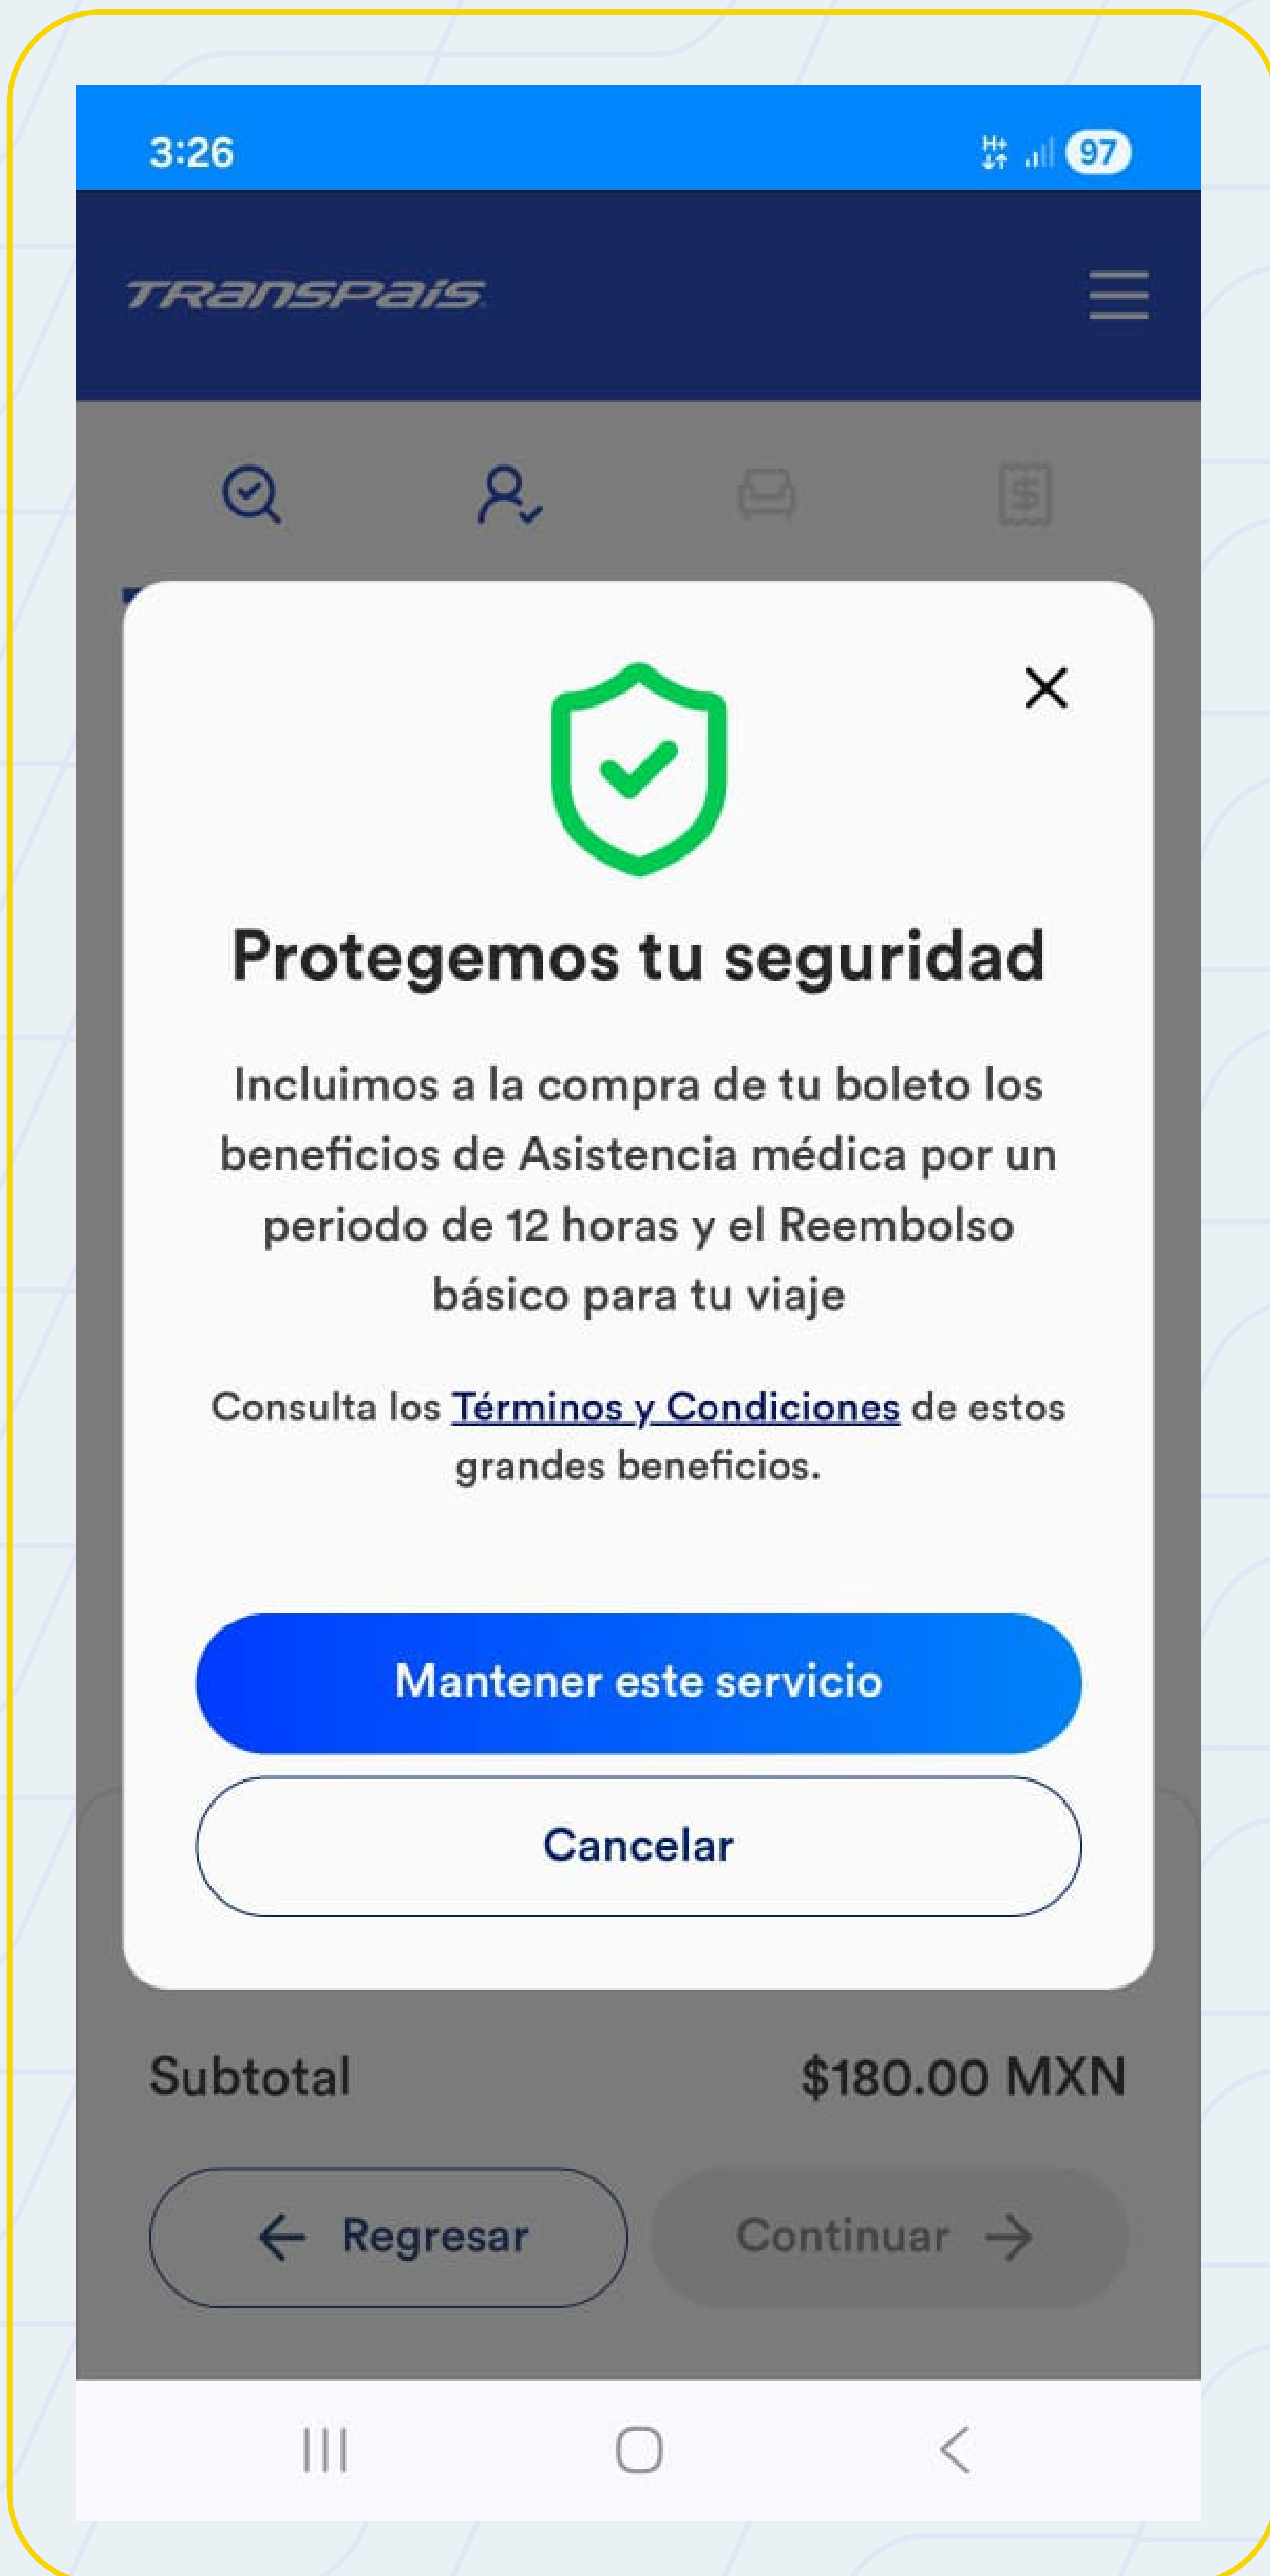 3:26
H+
97
TRANSPAÍS
Protegemos tu seguridad
Incluimos a la compra de tu boleto los
beneficios de Asistencia médica por un
periodo de 12 horas y el Reembolso
básico para tu viaje
Consulta los Términos y Condiciones de estos
grandes beneficios.
Mantener este servicio
Cancelar
Subtotal $180.00 MXN
Regresar Continuar